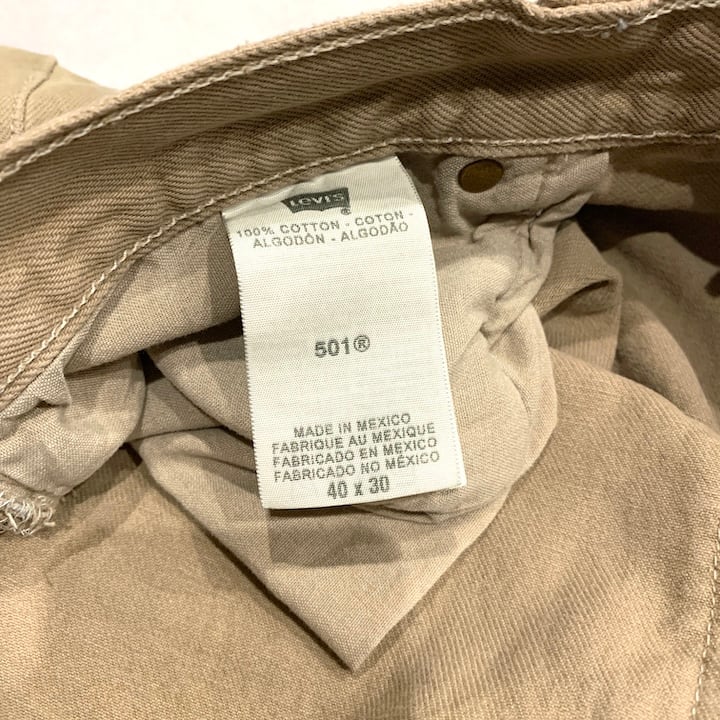 Levi's®
100% COTTON - COTON -
ALGODÓN - ALGODÃO
501®
MADE IN MEXICO
FABRIQUE AU MEXIQUE
FABRICADO EN MEXICO
FABRICADO NO MÉXICO
40 x 30